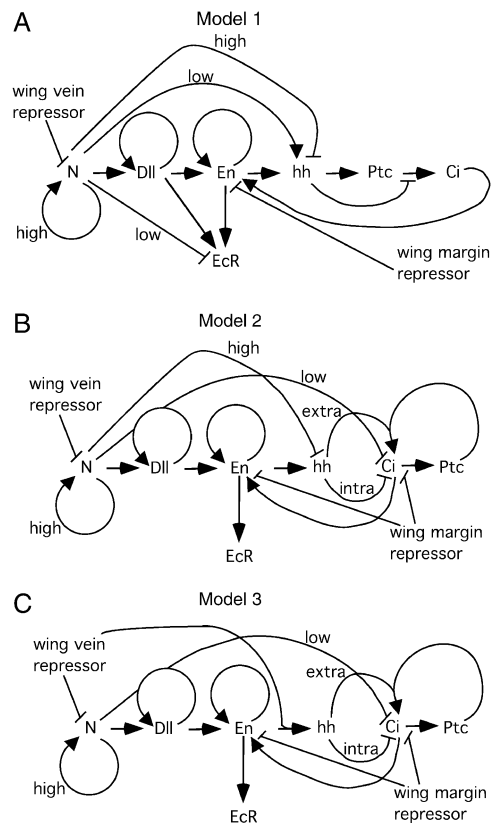 A
Model 1
high
low
wing vein
repressor
N
Dll
En
hh
Ptc
Ci
high
low
EcR
wing margin
repressor
B
Model 2
high
low
wing vein
repressor
extra
N
Dll
En
hh
Ci
Ptc
intra
high
wing margin
repressor
EcR
C
Model 3
wing vein
repressor
low
extra
N
Dll
En
hh
Ci
Ptc
intra
high
wing margin
repressor
EcR